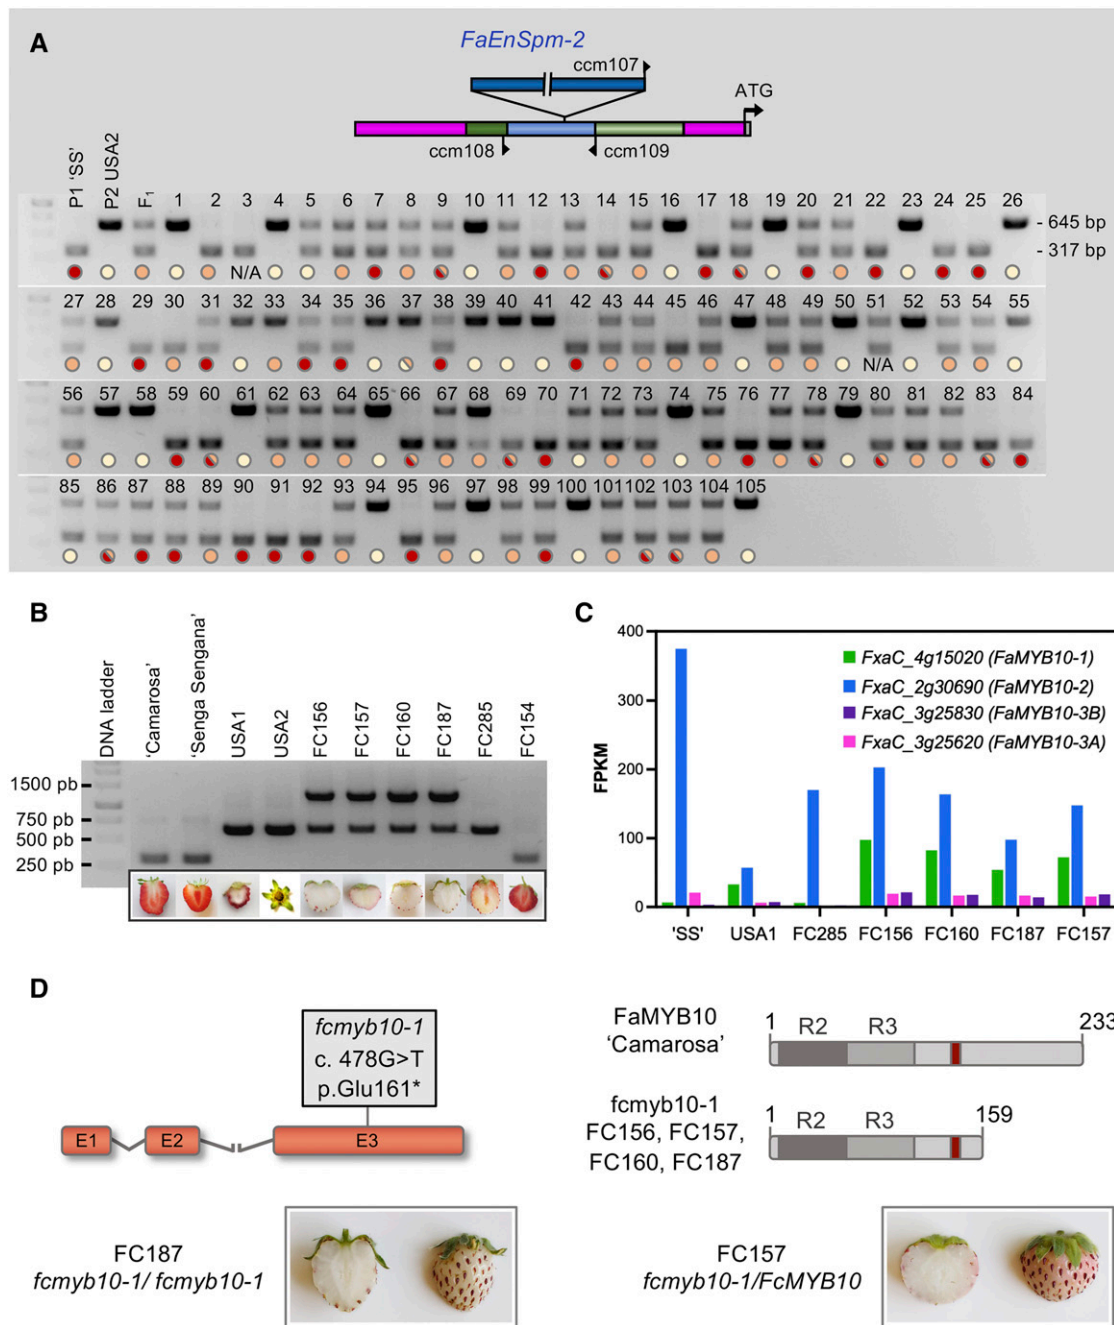 A
FaEnSpm-2
ccm107
ATG
ccm108
ccm109
P1 'SS'
P2 USA2
F1
1 2 3 4 5 6 7 8 9 10 11 12 13 14 15 16 17 18 19 20 21 22 23 24 25 26
- 645 bp
- 317 bp
N/A
27 28 29 30 31 32 33 34 35 36 37 38 39 40 41 42 43 44 45 46 47 48 49 50 51 52 53 54 55
N/A
56 57 58 59 60 61 62 63 64 65 66 67 68 69 70 71 72 73 74 75 76 77 78 79 80 81 82 83 84
85 86 87 88 89 90 91 92 93 94 95 96 97 98 99 100 101 102 103 104 105
B
DNA ladder
'Camarosa'
'Senga Sengana'
USA1
USA2
FC156
FC157
FC160
FC187
FC285
FC154
1500 pb
750 pb
500 pb
250 pb
C
400
300
200
100
0
FPKM
FxaC_4g15020 (FaMYB10-1)
FxaC_2g30690 (FaMYB10-2)
FxaC_3g25830 (FaMYB10-3B)
FxaC_3g25620 (FaMYB10-3A)
'SS' USA1 FC285 FC156 FC160 FC187 FC157
D
fcmyb10-1
c. 478G>T
p.Glu161*
E1 E2 E3
FaMYB10
'Camarosa'
1 R2 R3 233
fcmyb10-1
FC156, FC157,
FC160, FC187
1 R2 R3 159
FC187
fcmyb10-1/ fcmyb10-1
FC157
fcmyb10-1/FcMYB10